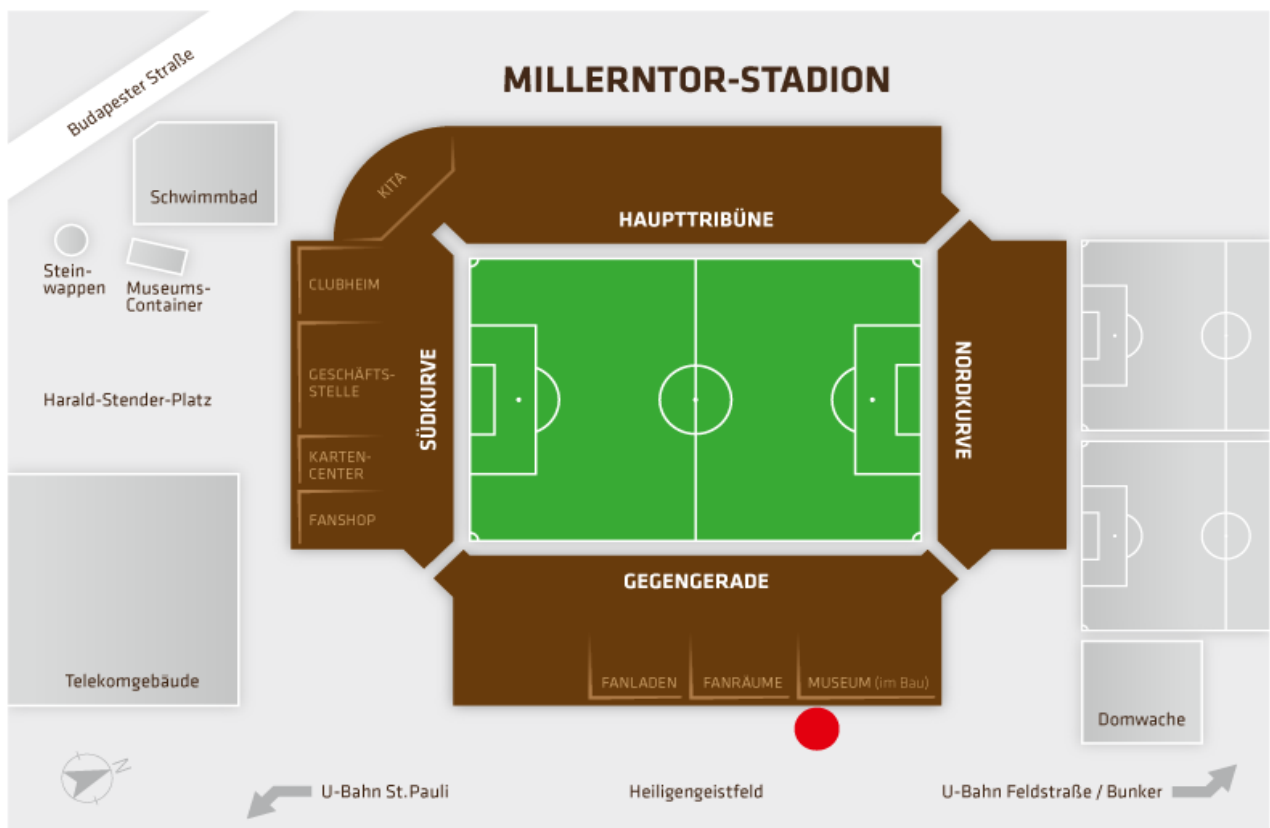 Budapester Straße
MILLERNTOR-STADION
Schwimmbad
KITA
HAUPTTRIBÜNE
Stein-
wappen
Museums-
Container
CLUBHEIM
GESCHÄFTS-
STELLE
SÜDKURVE
NORDKURVE
Harald-Stender-Platz
KARTEN-
CENTER
FANSHOP
GEGENGERADE
Telekomgebäude
FANLADEN
FANRÄUME
MUSEUM (im Bau)
Domwache
N
U-Bahn St.Pauli
Heiligengeistfeld
U-Bahn Feldstraße / Bunker